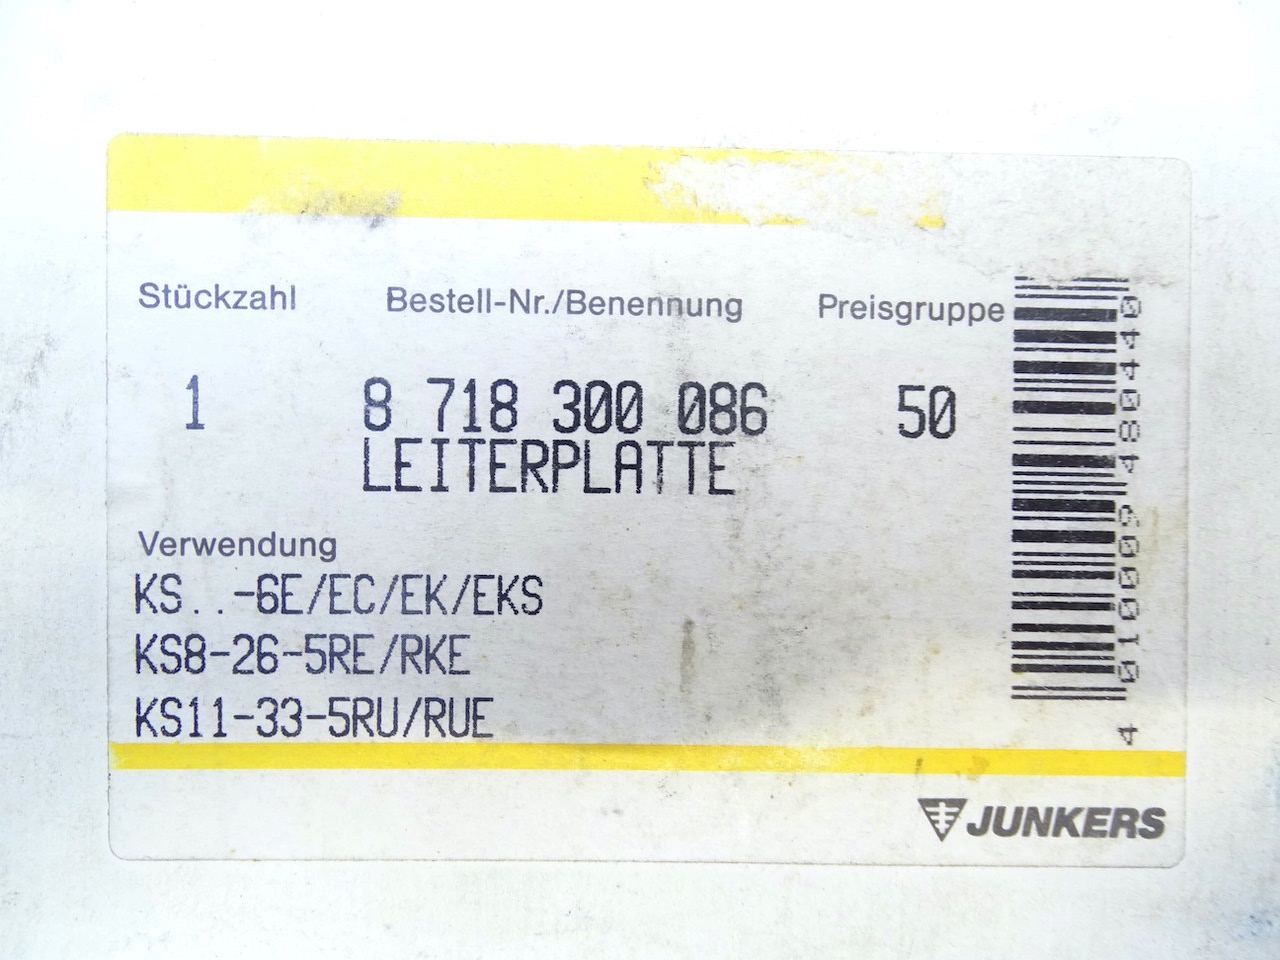 Stückzahl Bestell-Nr./Benennung Preisgruppe
1 8 718 300 086 50
LEITERPLATTE
Verwendung
KS..-6E/EC/EK/EKS
KS8-26-5RE/RKE
KS11-33-5RU/RUE
4 010009 480440
JUNKERS